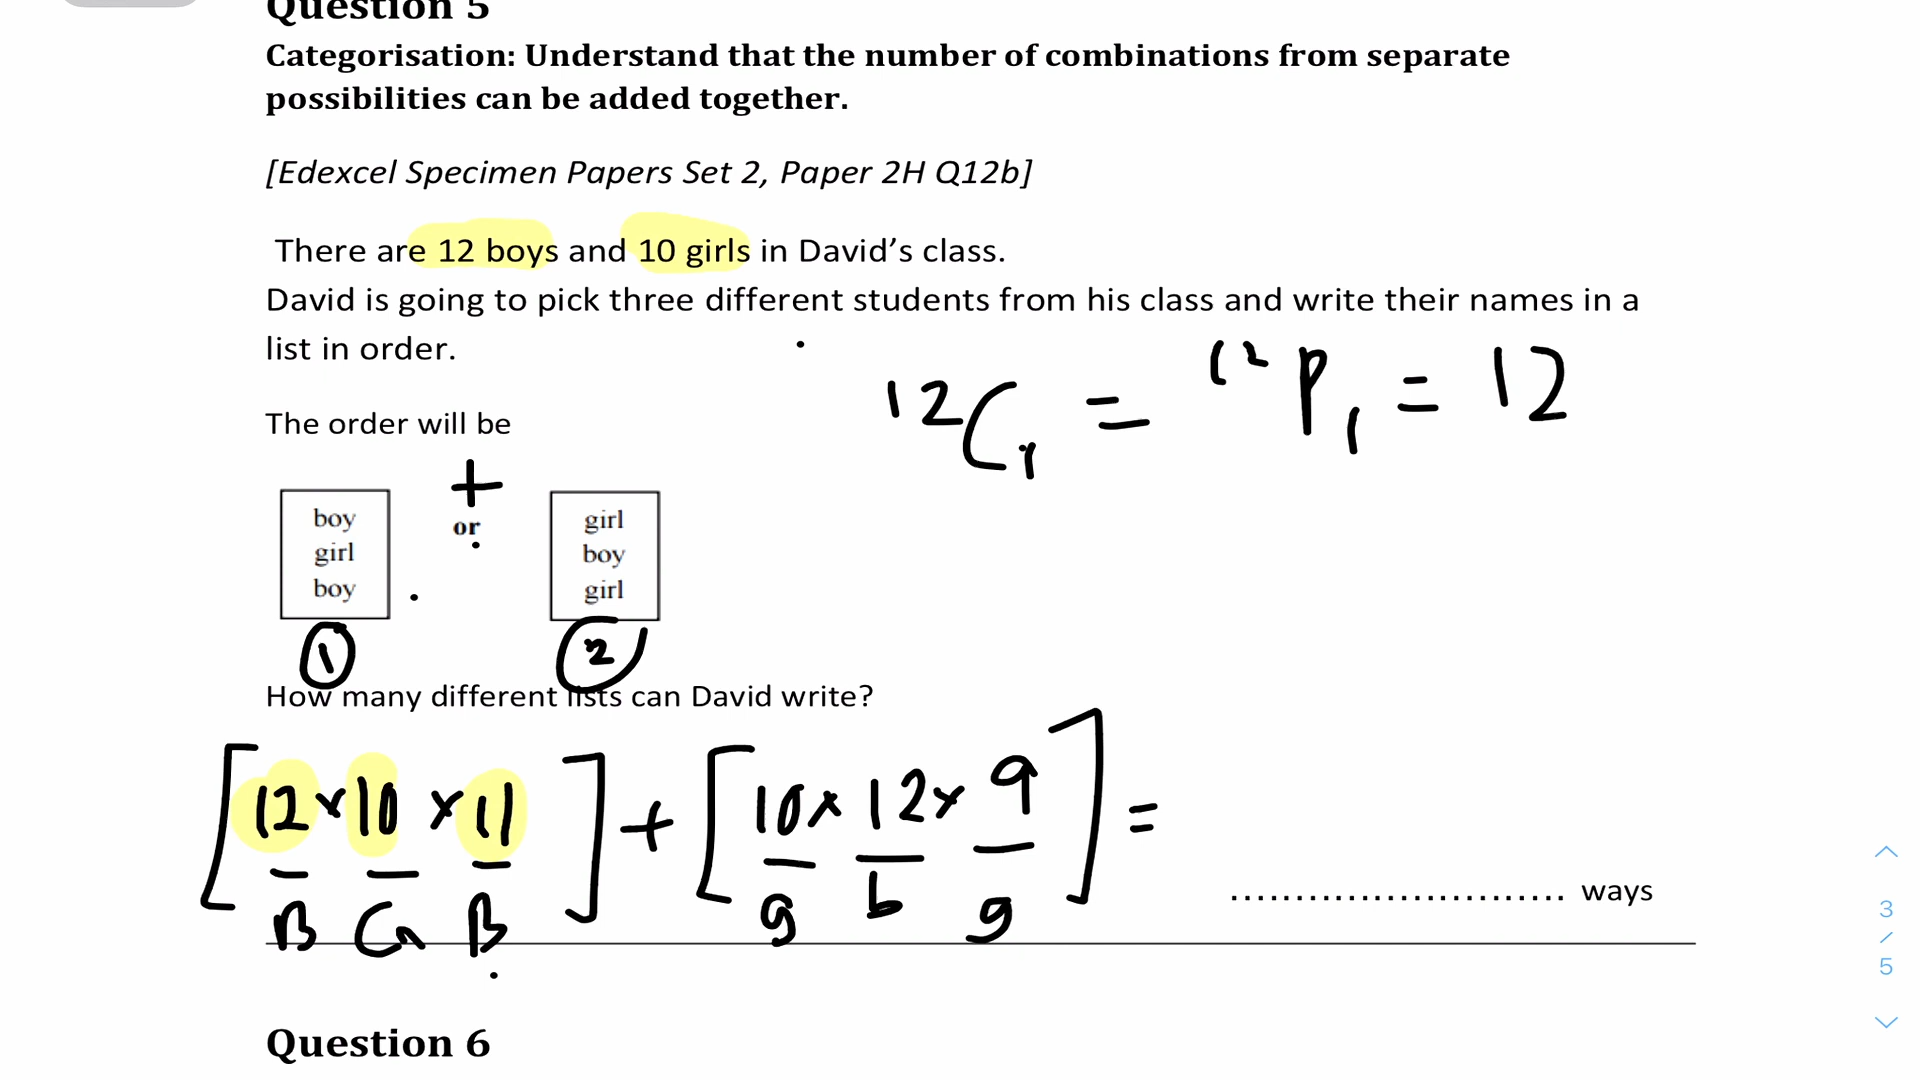 Question 5
Categorisation: Understand that the number of combinations from separate
possibilities can be added together.
[Edexcel Specimen Papers Set 2, Paper 2H Q12b]
There are 12 boys and 10 girls in David’s class.
David is going to pick three different students from his class and write their names in a
list in order.
¹²C₁ = ¹²P₁ = 12
The order will be
+
boy
girl
boy
or
girl
boy
girl
① ②
How many different lists can David write?
[12 × 10 × 11] + [10 × 12 × 9] =
B G B g b g
.......................... ways
Question 6
3
/
5